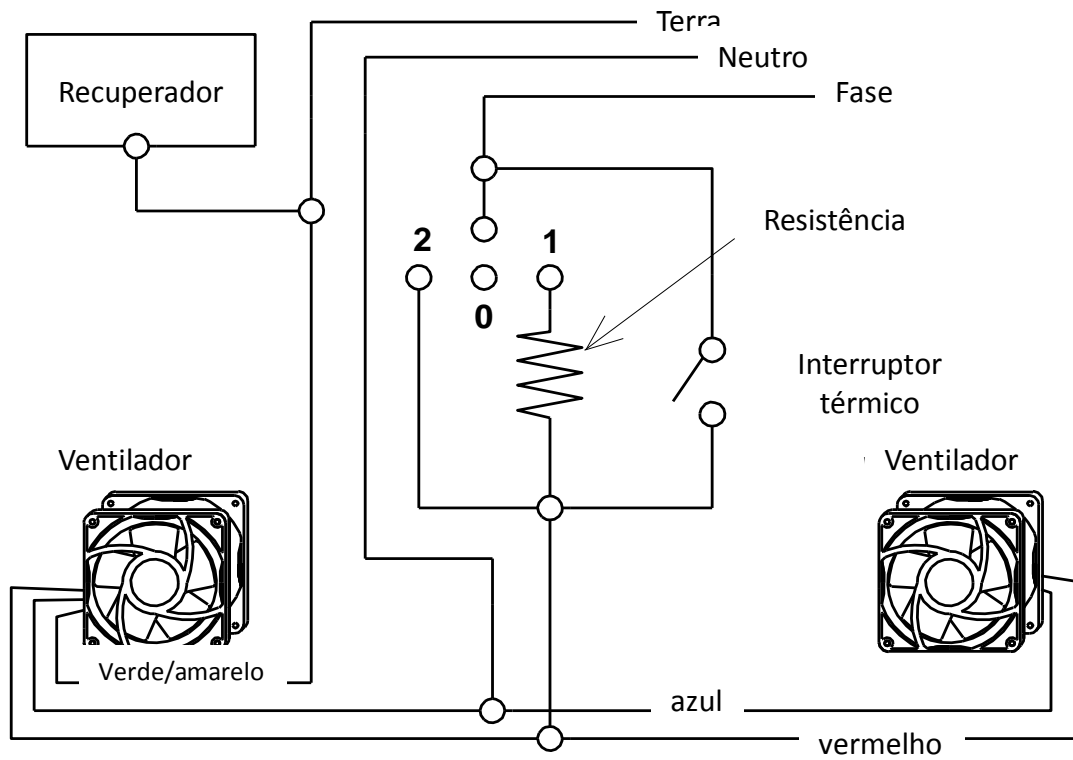 Terra
Neutro
Recuperador
Fase
Resistência
2
1
0
Interruptor
térmico
Ventilador
Ventilador
Verde/amarelo
azul
vermelho